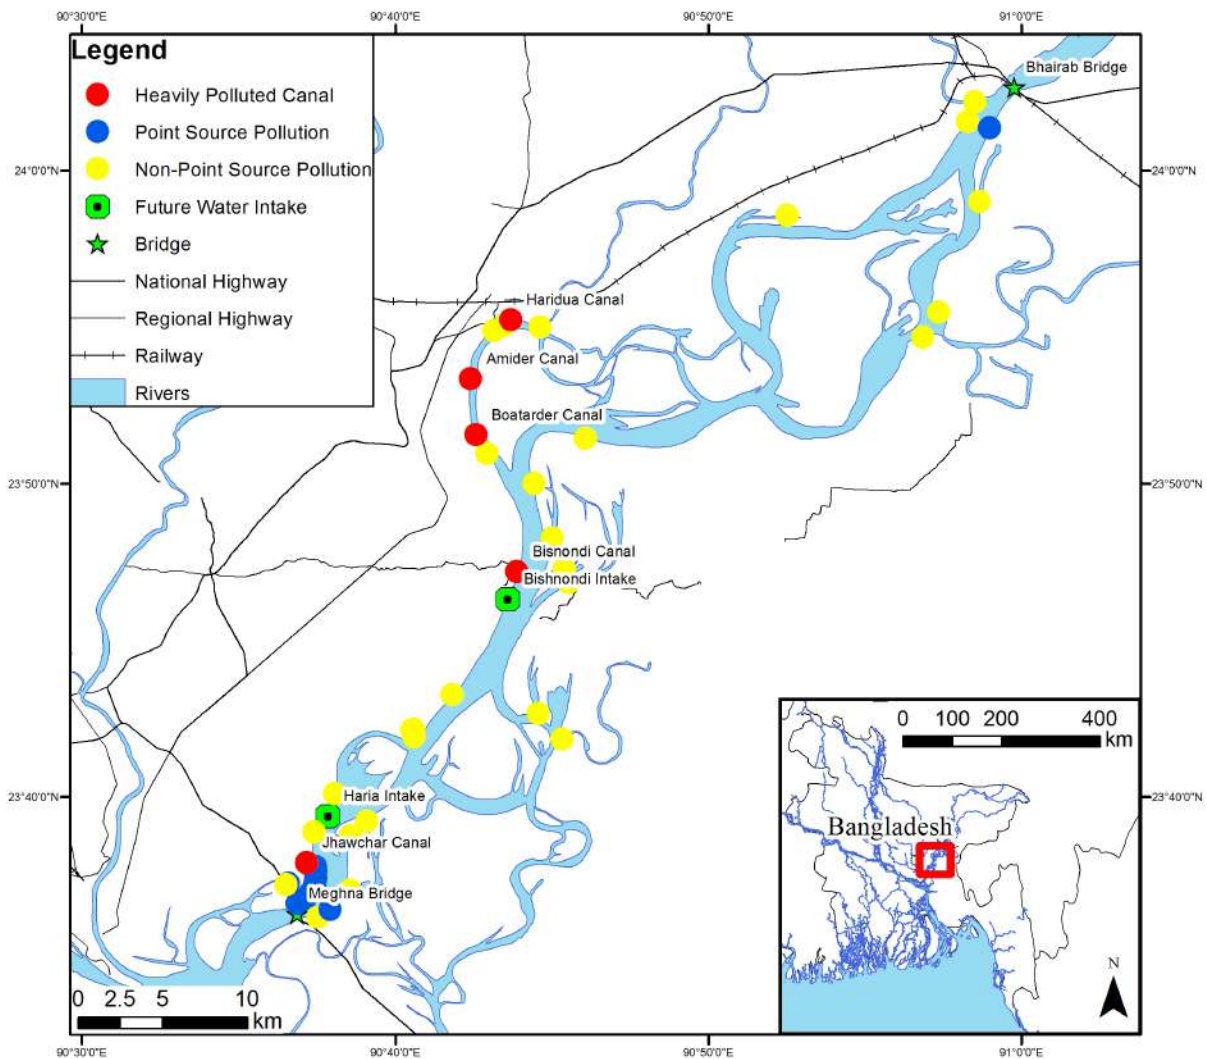 90°30'0"E 90°40'0"E 90°50'0"E 91°0'0"E
Legend
Heavily Polluted Canal
Point Source Pollution
Non-Point Source Pollution
Future Water Intake
Bridge
National Highway
Regional Highway
Railway
Rivers
Bhairab Bridge
24°0'0"N 24°0'0"N
Haridua Canal
Amider Canal
Boatarder Canal
23°50'0"N 23°50'0"N
Bisnondi Canal
Bishnondi Intake
0 100 200 400
km
23°40'0"N 23°40'0"N
Haria Intake
Jhawchar Canal
Bangladesh
Meghna Bridge
N
0 2.5 5 10
km
90°30'0"E 90°40'0"E 90°50'0"E 91°0'0"E